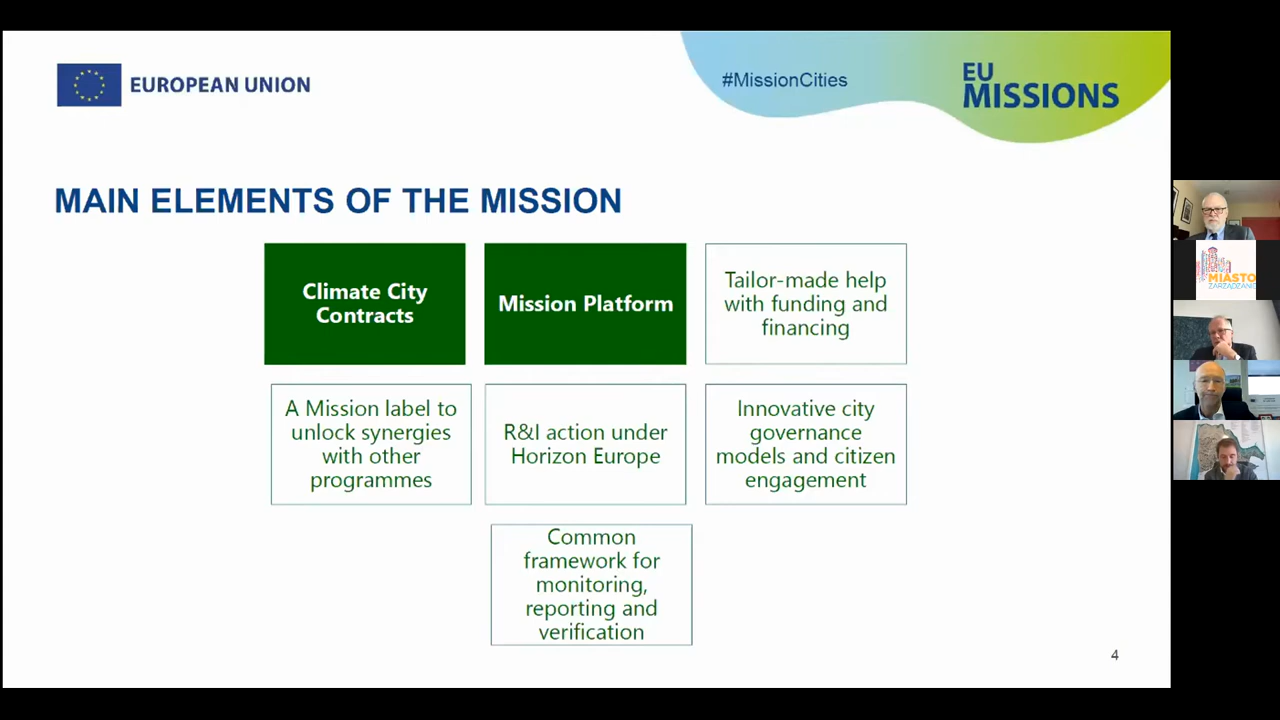 EUROPEAN UNION
#MissionCities
EU
MISSIONS
MAIN ELEMENTS OF THE MISSION
Climate City
Contracts
Mission Platform
Tailor-made help
with funding and
financing
A Mission label to
unlock synergies
with other
programmes
R&I action under
Horizon Europe
Innovative city
governance
models and citizen
engagement
Common
framework for
monitoring,
reporting and
verification
4
MIASTO